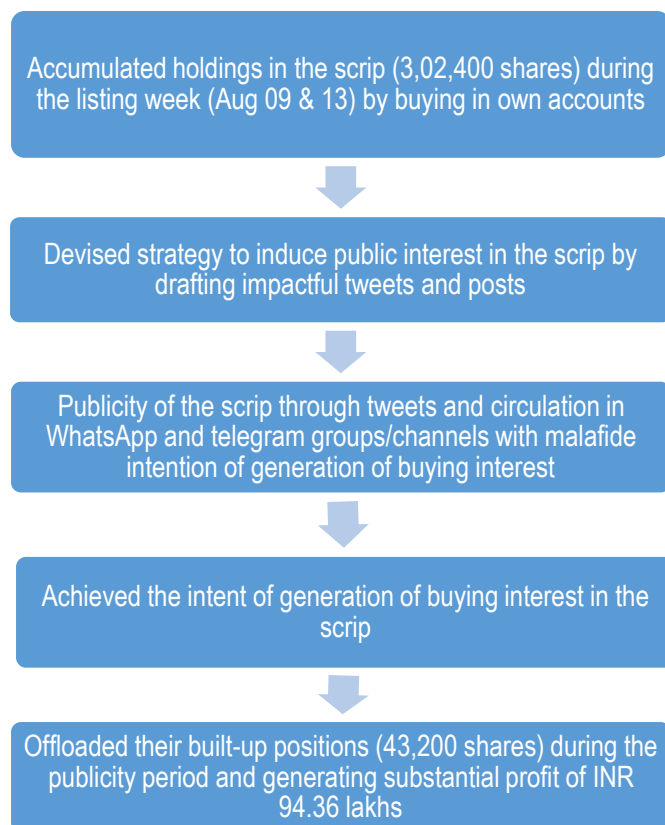 Accumulated holdings in the scrip (3,02,400 shares) during
the listing week (Aug 09 & 13) by buying in own accounts
Devised strategy to induce public interest in the scrip by
drafting impactful tweets and posts
Publicity of the scrip through tweets and circulation in
WhatsApp and telegram groups/channels with malafide
intention of generation of buying interest
Achieved the intent of generation of buying interest in the
scrip
Offloaded their built-up positions (43,200 shares) during the
publicity period and generating substantial profit of INR
94.36 lakhs